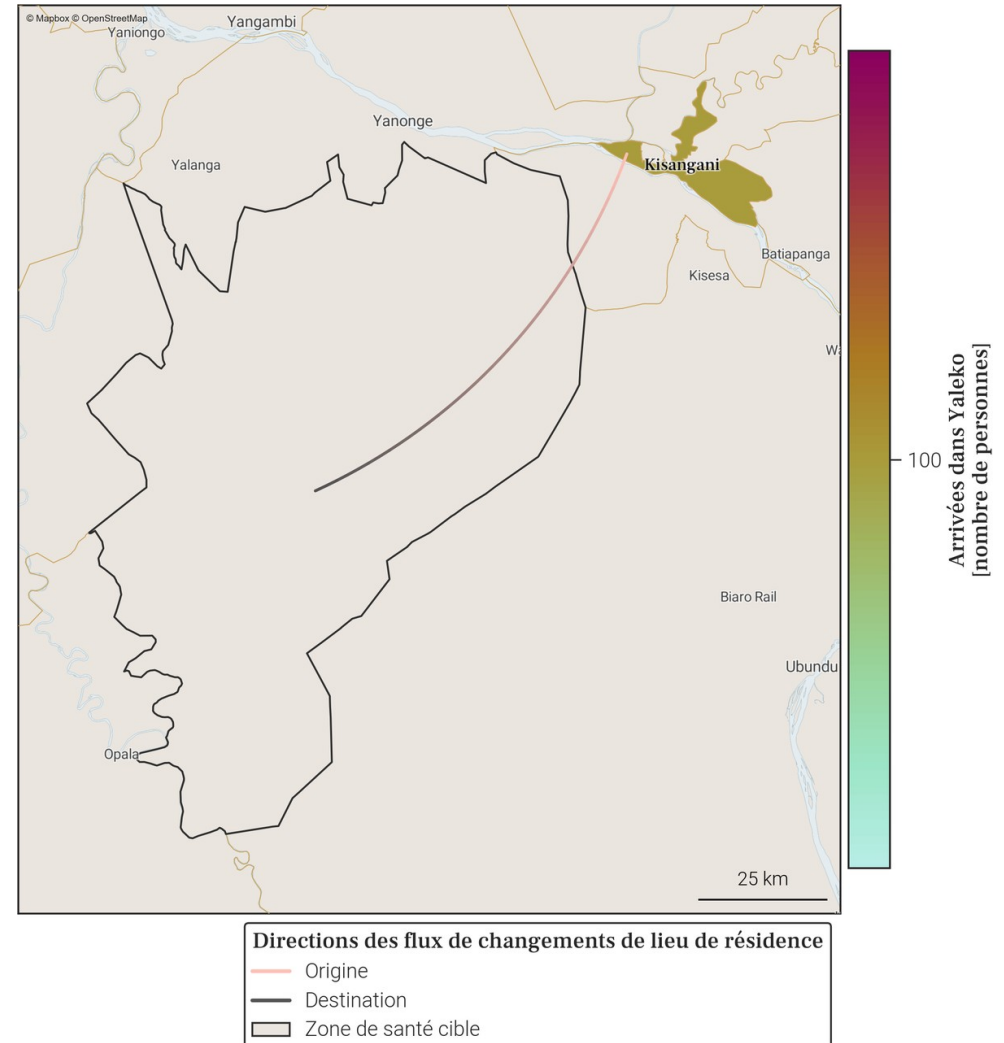 © Mapbox © OpenStreetMap
Yangambi
Yaniongo
Yanonge
Yalanga
Kisangani
Batiapanga
Kisesa
100
Arrivées dans Yaleko
[nombre de personnes]
Biaro Rail
Ubundu
Opala
25 km
Directions des flux de changements de lieu de résidence
Origine
Destination
Zone de santé cible